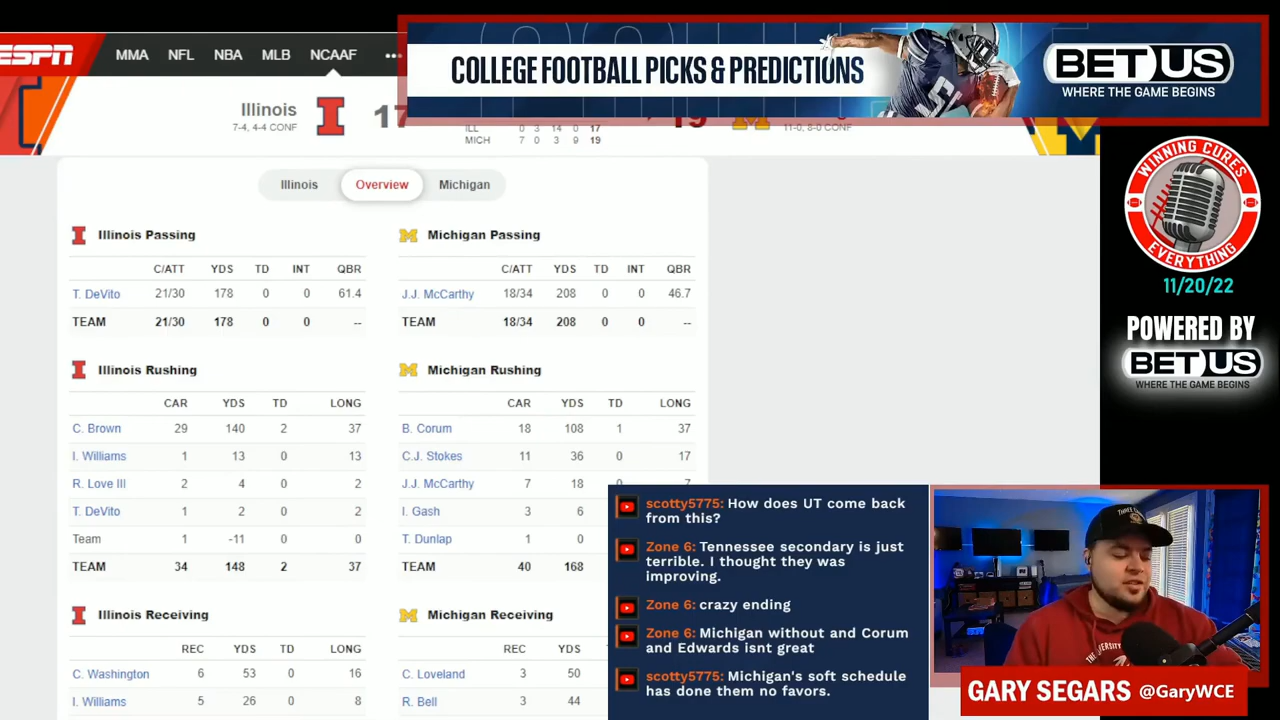 ESPN MMA NFL NBA MLB NCAAF •••
COLLEGE FOOTBALL PICKS & PREDICTIONS
BETUS
WHERE THE GAME BEGINS
Illinois
7-4, 4-4 CONF
17
ILL 0 3 14 0 17
MICH 7 0 3 9 19
19
11-0, 8-0 CONF
Illinois Overview Michigan
Illinois Passing
C/ATT YDS TD INT QBR
T. DeVito 21/30 178 0 0 61.4
TEAM 21/30 178 0 0 --
Michigan Passing
C/ATT YDS TD INT QBR
J.J. McCarthy 18/34 208 0 0 46.7
TEAM 18/34 208 0 0 --
Illinois Rushing
CAR YDS TD LONG
C. Brown 29 140 2 37
I. Williams 1 13 0 13
R. Love III 2 4 0 2
T. DeVito 1 2 0 2
Team 1 -11 0 0
TEAM 34 148 2 37
Michigan Rushing
CAR YDS TD LONG
B. Corum 18 108 1 37
C.J. Stokes 11 36 0 17
J.J. McCarthy 7 18 0 7
I. Gash 3 6
T. Dunlap 1 0
TEAM 40 168
Illinois Receiving
REC YDS TD LONG
C. Washington 6 53 0 16
I. Williams 5 26 0 8
Michigan Receiving
REC YDS
C. Loveland 3 50
R. Bell 3 44
scotty5775: How does UT come back
from this?
Zone 6: Tennessee secondary is just
terrible. I thought they was
improving.
Zone 6: crazy ending
Zone 6: Michigan without and Corum
and Edwards isnt great
scotty5775: Michigan's soft schedule
has done them no favors.
WINNING CURES
EVERYTHING
11/20/22
POWERED BY
BETUS
WHERE THE GAME BEGINS
GARY SEGARS @GaryWCE